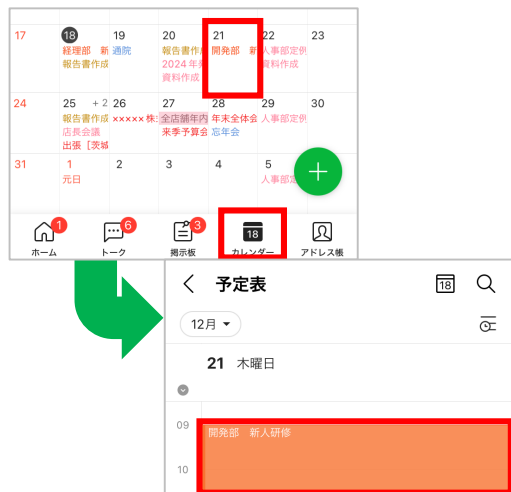 17 18 19 20 21 22 23
経理部 新 通院 報告書作 開発部 新 人事部定例
報告書作成 2024年 資料作成
資料作成
24 25 +2 26 27 28 29 30
報告書作成 ××××× 株 全店舗年内 年末全体会 人事部定例
店長会議 来季予算会 忘年会
出張［茨城
31 1 2 3 4 5
元日 人事部定
+
1 6 3 18
ホーム トーク 掲示板 カレンダー アドレス帳
予定表 18
12月
21 木曜日
09
開発部 新人研修
10